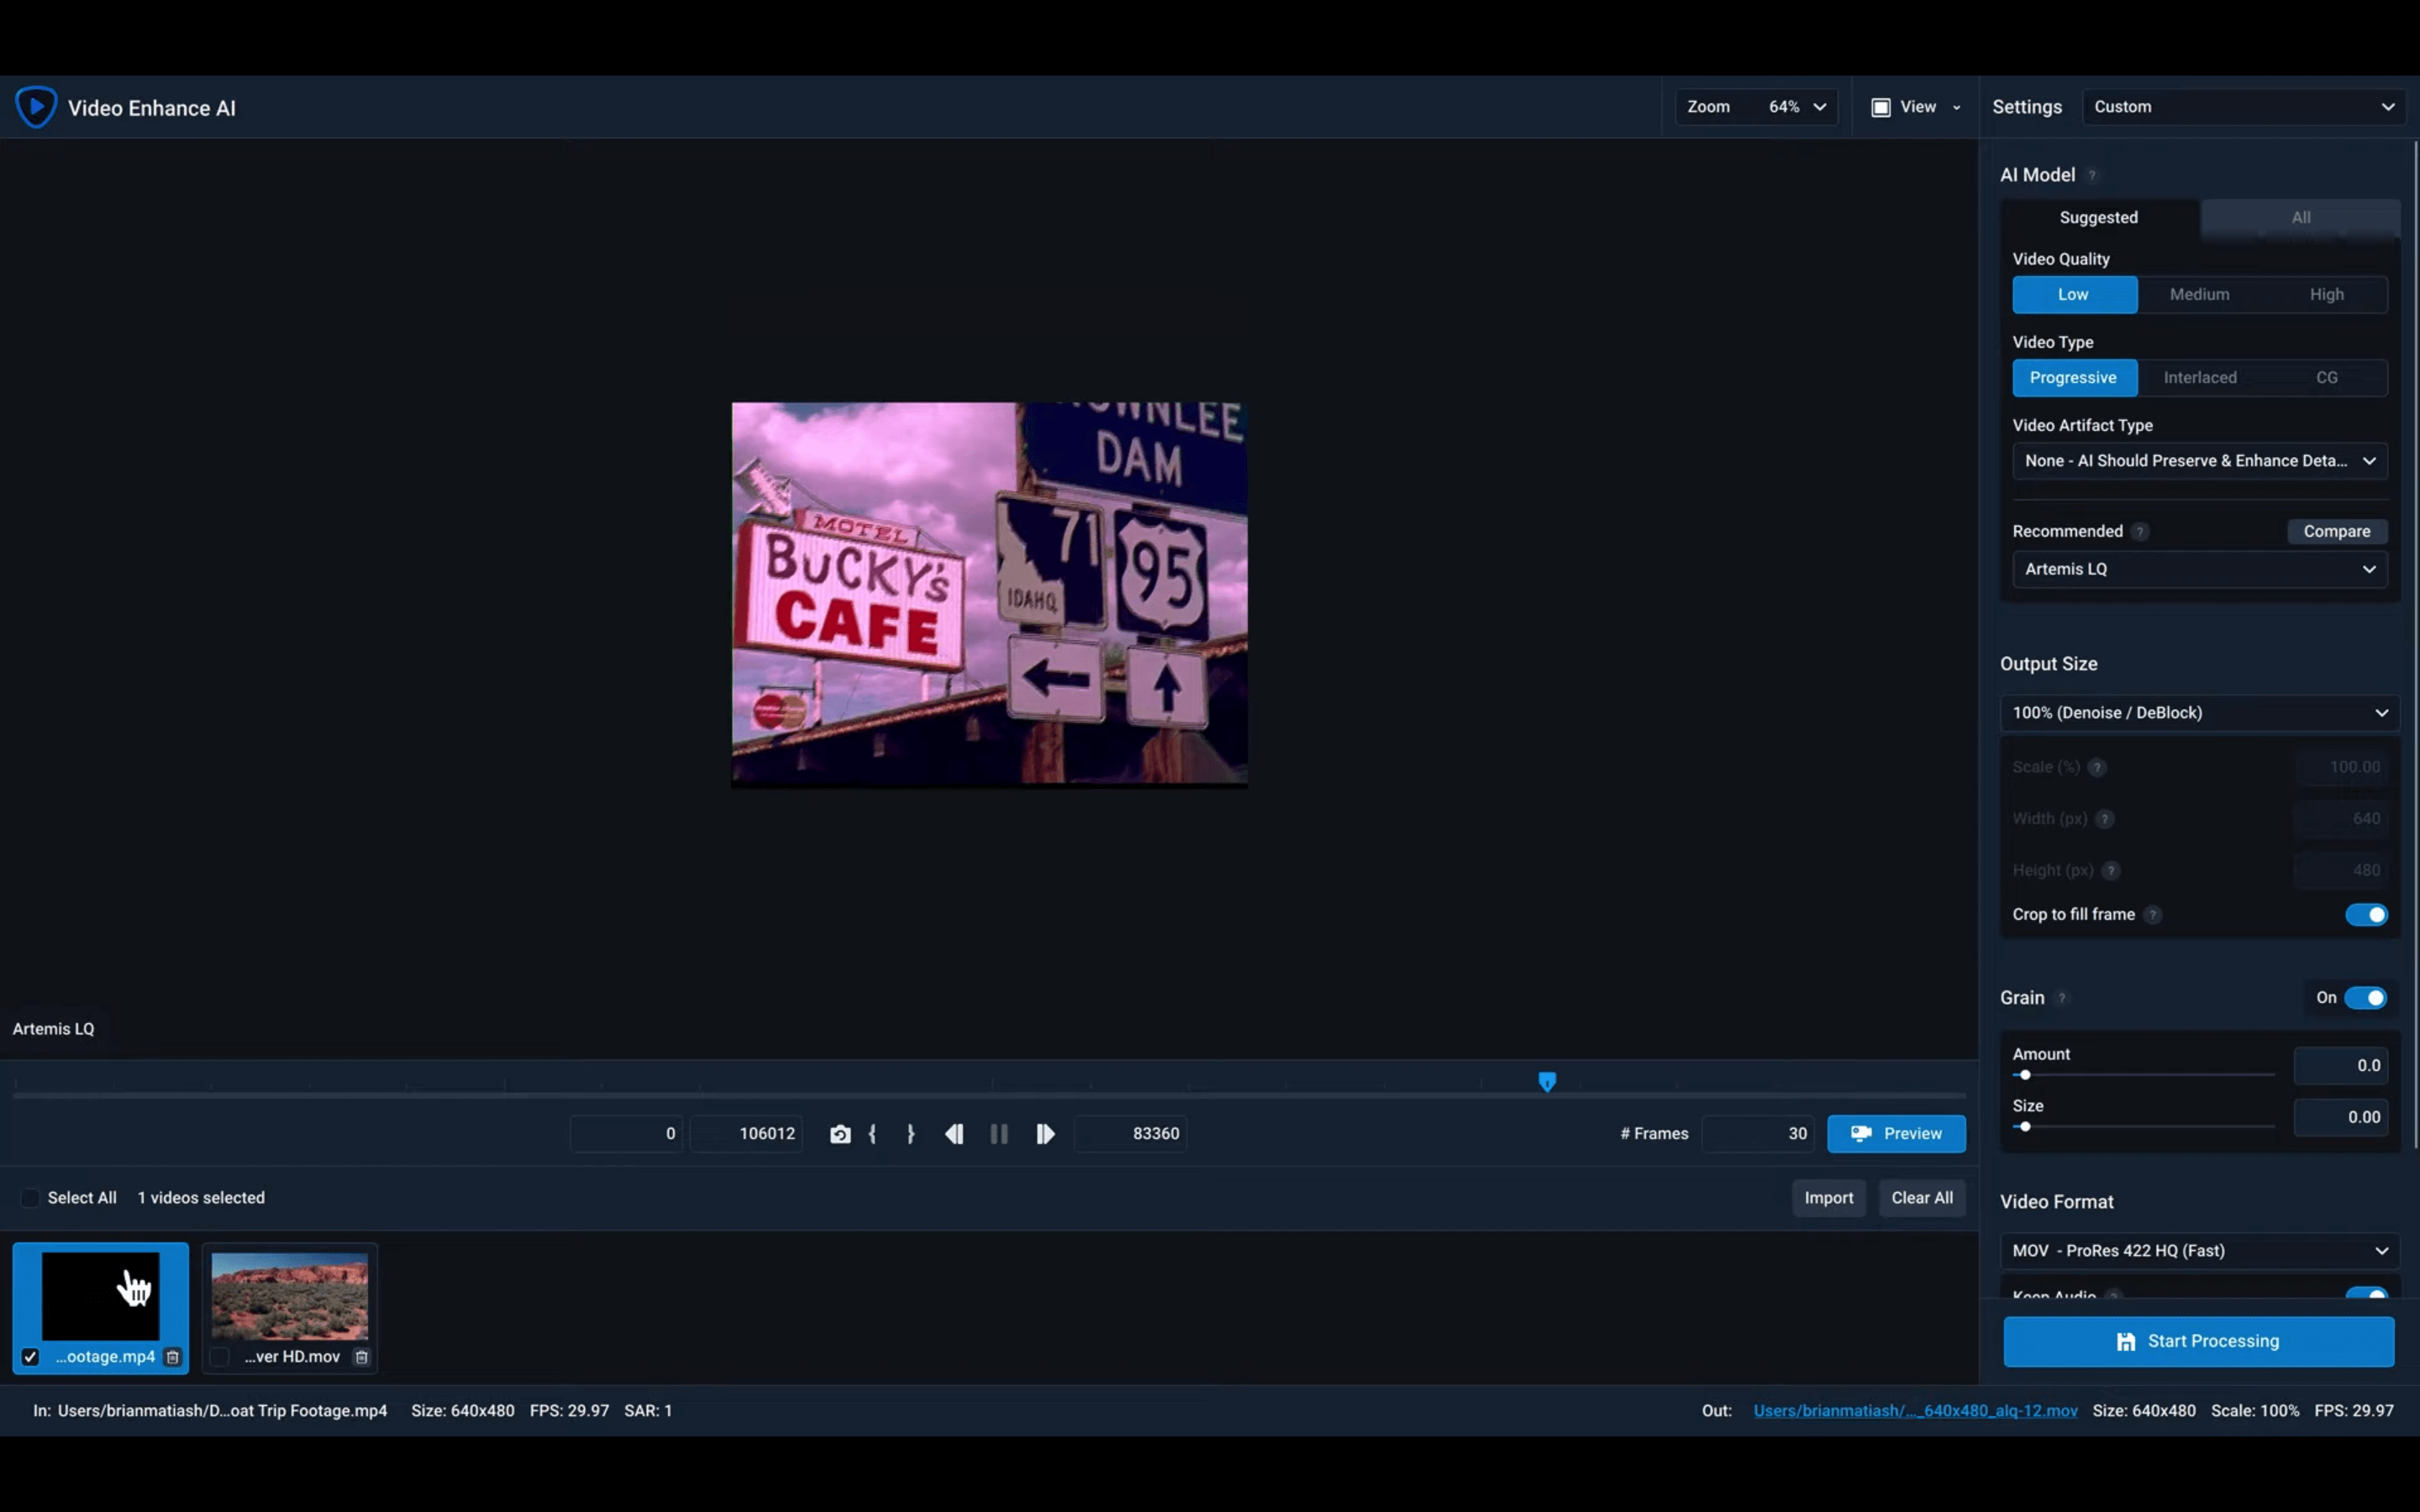 Video Enhance AI
Zoom 64%
View
Settings Custom
AI Model ?
Suggested All
Video Quality
Low Medium High
Video Type
Progressive Interlaced CG
Video Artifact Type
None - AI Should Preserve & Enhance Deta...
Recommended ? Compare
Artemis LQ
Output Size
100% (Denoise / DeBlock)
Scale (%) ? 100.00
Width (px) ? 640
Height (px) ? 480
Crop to fill frame ?
Grain ? On
Amount 0.0
Size 0.00
Video Format
MOV - ProRes 422 HQ (Fast)
Keep Audio ?
Start Processing
DAM
MOTEL
BUCKY's
CAFE
71
IDAHO
95
Artemis LQ
0 106012 { } 83360
# Frames 30 Preview
Select All 1 videos selected
Import Clear All
...ootage.mp4
...ver HD.mov
In: Users/brianmatiash/D...oat Trip Footage.mp4 Size: 640x480 FPS: 29.97 SAR: 1
Out: Users/brianmatiash/..._640x480_alq-12.mov Size: 640x480 Scale: 100% FPS: 29.97